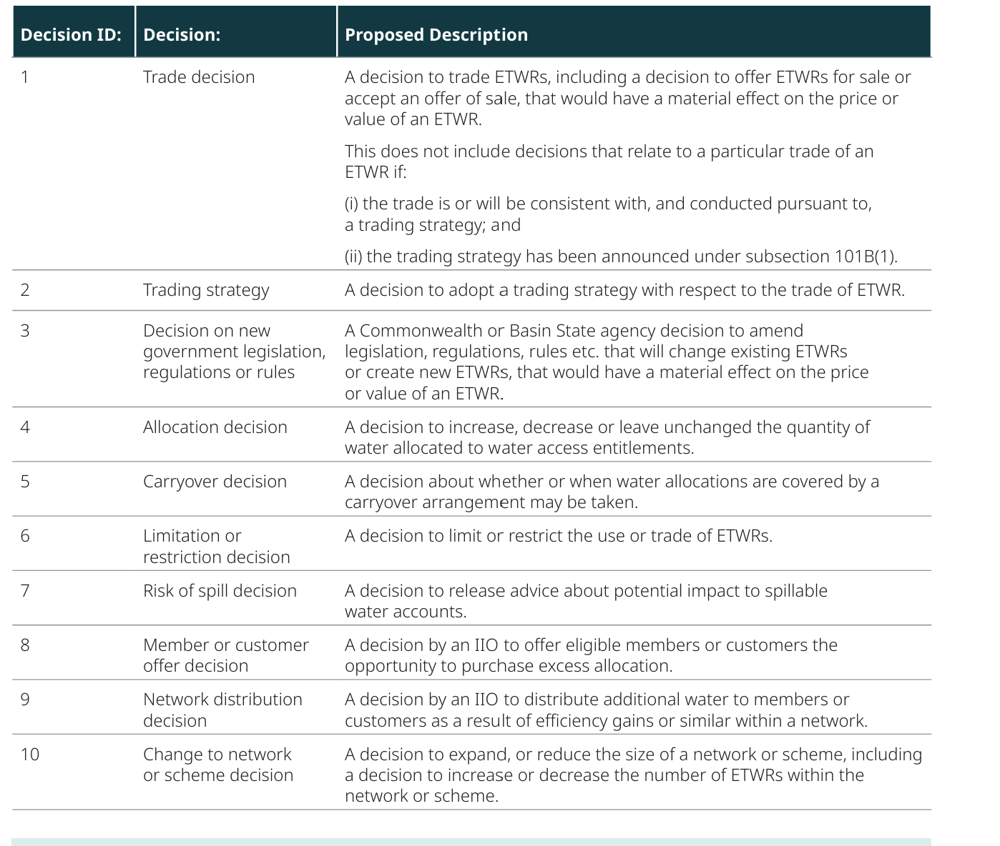 Decision ID: Decision: Proposed Description
1 Trade decision A decision to trade ETWRs, including a decision to offer ETWRs for sale or
accept an offer of sale, that would have a material effect on the price or
value of an ETWR.
This does not include decisions that relate to a particular trade of an
ETWR if:
(i) the trade is or will be consistent with, and conducted pursuant to,
a trading strategy; and
(ii) the trading strategy has been announced under subsection 101B(1).
2 Trading strategy A decision to adopt a trading strategy with respect to the trade of ETWR.
3 Decision on new A Commonwealth or Basin State agency decision to amend
government legislation, legislation, regulations, rules etc. that will change existing ETWRs
regulations or rules or create new ETWRs, that would have a material effect on the price
or value of an ETWR.
4 Allocation decision A decision to increase, decrease or leave unchanged the quantity of
water allocated to water access entitlements.
5 Carryover decision A decision about whether or when water allocations are covered by a
carryover arrangement may be taken.
6 Limitation or A decision to limit or restrict the use or trade of ETWRs.
restriction decision
7 Risk of spill decision A decision to release advice about potential impact to spillable
water accounts.
8 Member or customer A decision by an IIO to offer eligible members or customers the
offer decision opportunity to purchase excess allocation.
9 Network distribution A decision by an IIO to distribute additional water to members or
decision customers as a result of efficiency gains or similar within a network.
10 Change to network A decision to expand, or reduce the size of a network or scheme, including
or scheme decision a decision to increase or decrease the number of ETWRs within the
network or scheme.